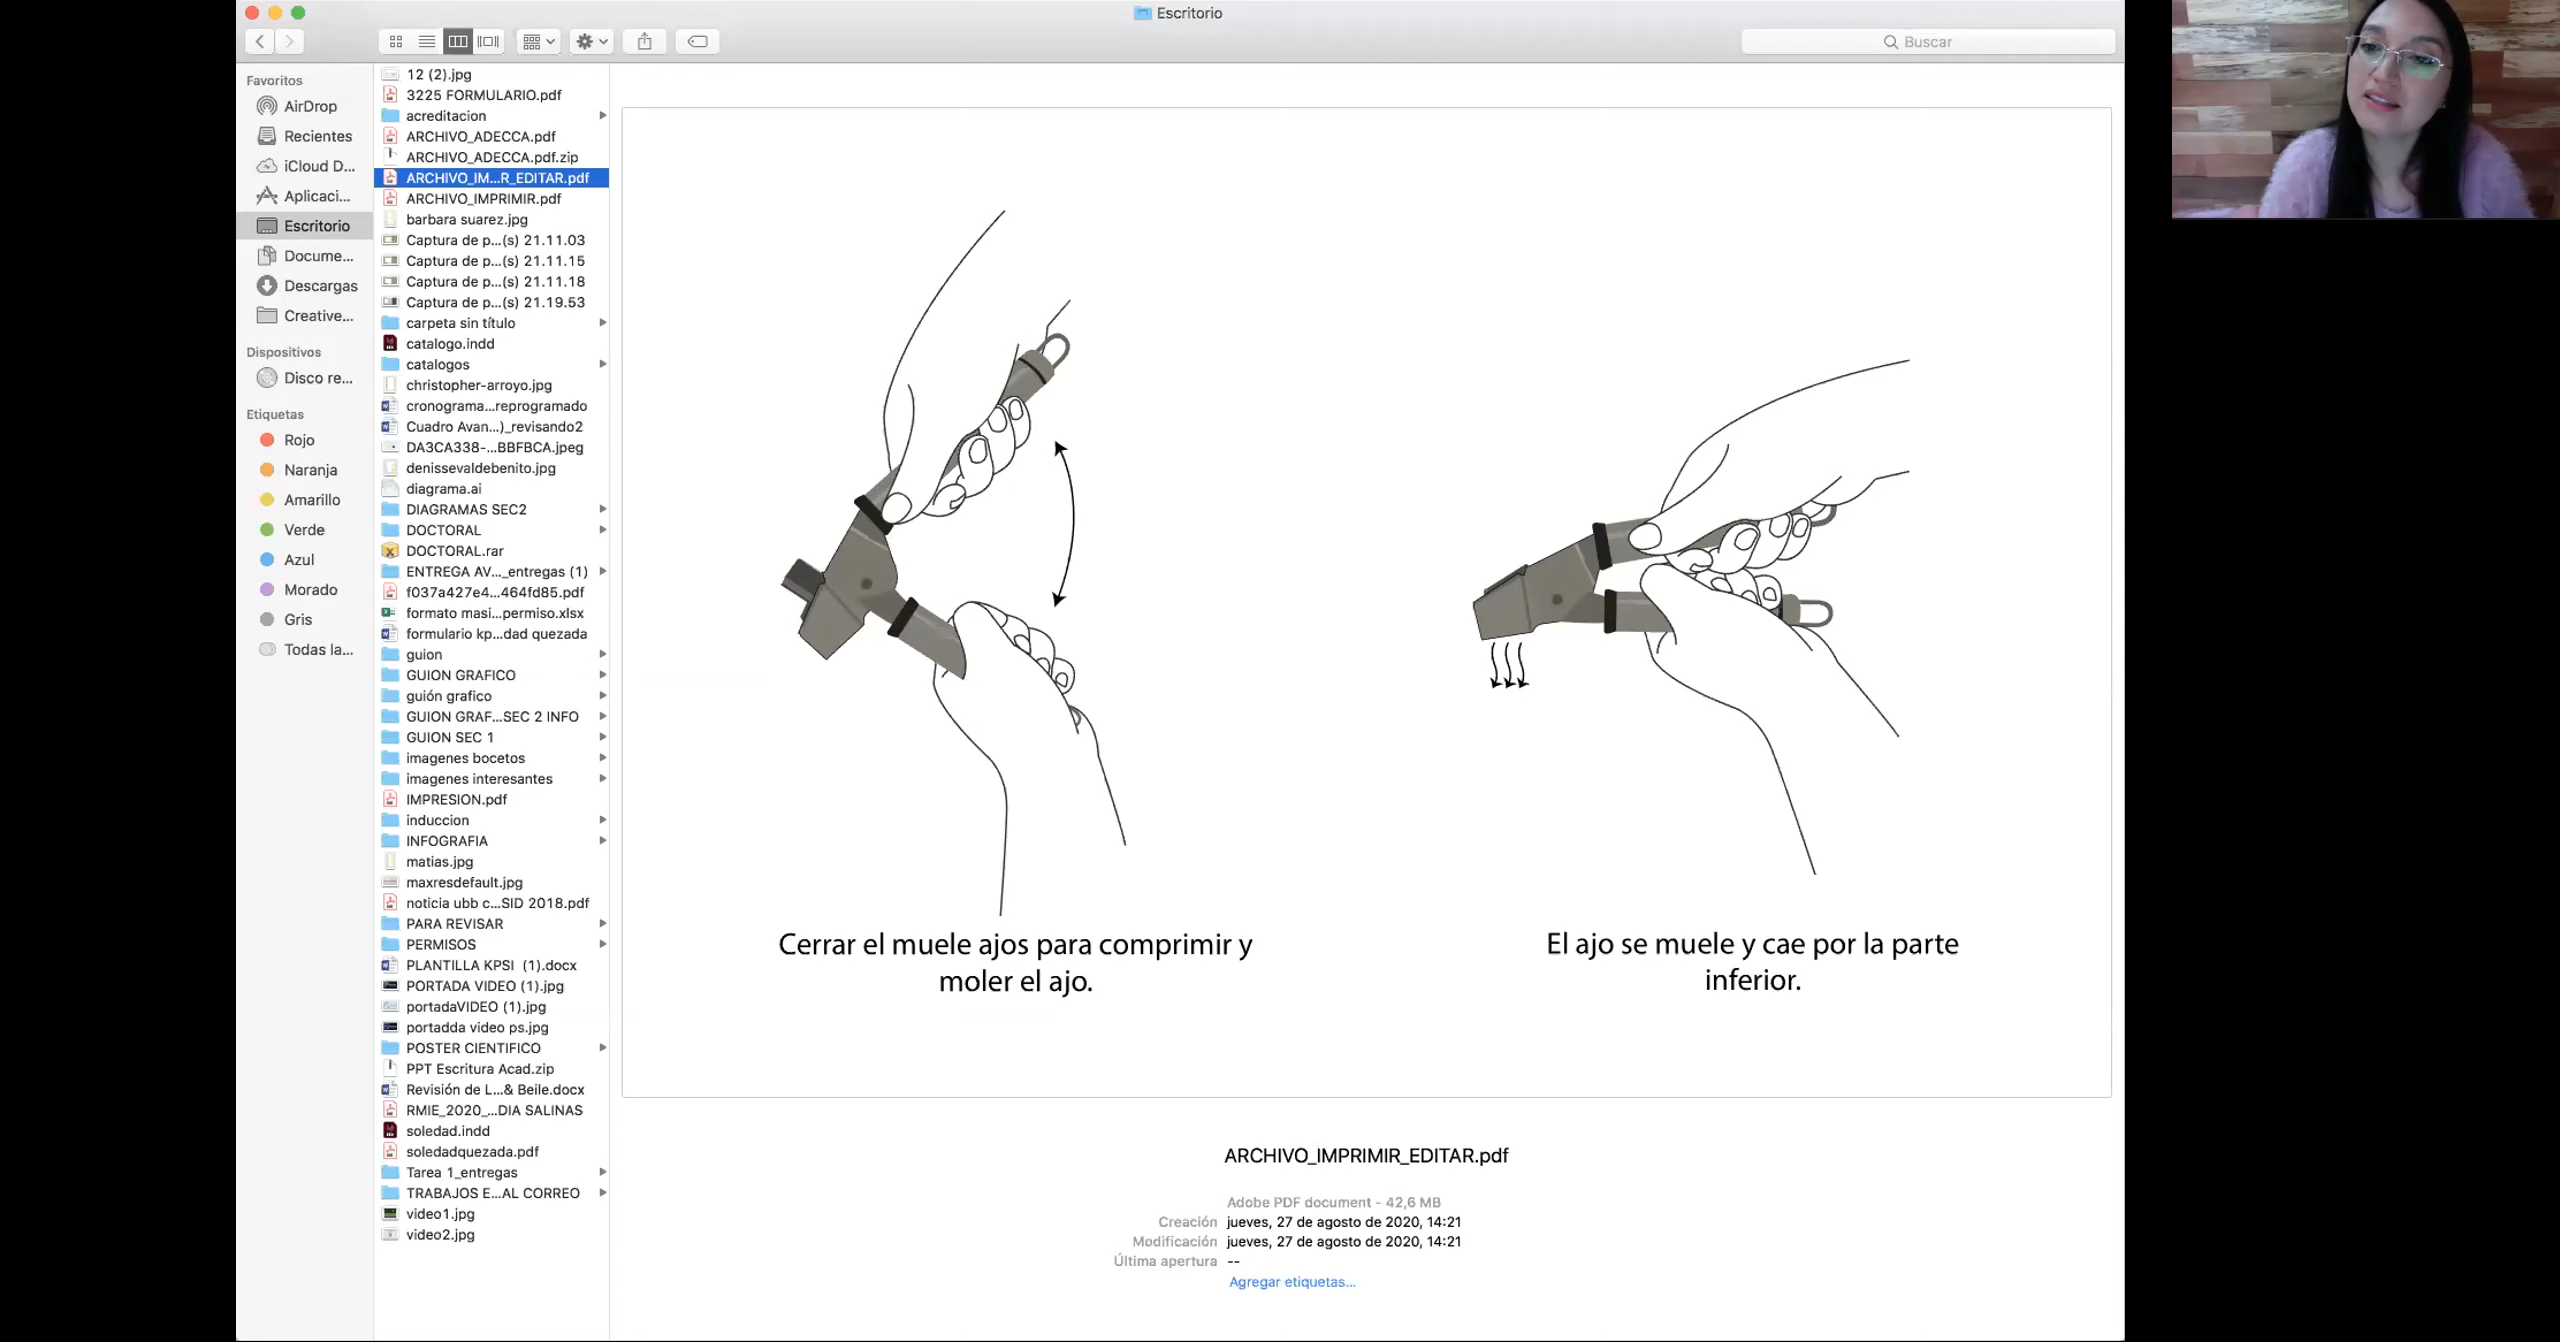 Escritorio
Buscar
Favoritos
AirDrop
Recientes
iCloud D...
Aplicaci...
Escritorio
Docume...
Descargas
Creative...
Dispositivos
Disco re...
Etiquetas
Rojo
Naranja
Amarillo
Verde
Azul
Morado
Gris
Todas la...
12 (2).jpg
3225 FORMULARIO.pdf
acreditacion
ARCHIVO_ADECCA.pdf
ARCHIVO_ADECCA.pdf.zip
ARCHIVO_IM...R_EDITAR.pdf
ARCHIVO_IMPRIMIR.pdf
barbara suarez.jpg
Captura de p...(s) 21.11.03
Captura de p...(s) 21.11.15
Captura de p...(s) 21.11.18
Captura de p...(s) 21.19.53
carpeta sin título
catalogo.indd
catalogos
christopher-arroyo.jpg
cronograma...reprogramado
Cuadro Avan...)_revisando2
DA3CA338-...BBFBCA.jpeg
denissevaldebenito.jpg
diagrama.ai
DIAGRAMAS SEC2
DOCTORAL
DOCTORAL.rar
ENTREGA AV..._entregas (1)
f037a427e4...464fd85.pdf
formato masi...permiso.xlsx
formulario kp...dad quezada
guion
GUION GRAFICO
guión grafico
GUION GRAF...SEC 2 INFO
GUION SEC 1
imagenes bocetos
imagenes interesantes
IMPRESION.pdf
induccion
INFOGRAFIA
matias.jpg
maxresdefault.jpg
noticia ubb c...SID 2018.pdf
PARA REVISAR
PERMISOS
PLANTILLA KPSI (1).docx
PORTADA VIDEO (1).jpg
portadaVIDEO (1).jpg
portadda video ps.jpg
POSTER CIENTIFICO
PPT Escritura Acad.zip
Revisión de L...& Beile.docx
RMIE_2020_...DIA SALINAS
soledad.indd
soledadquezada.pdf
Tarea 1_entregas
TRABAJOS E...AL CORREO
video1.jpg
video2.jpg
Cerrar el muele ajos para comprimir y
moler el ajo.
El ajo se muele y cae por la parte
inferior.
ARCHIVO_IMPRIMIR_EDITAR.pdf
Adobe PDF document - 42,6 MB
Creación jueves, 27 de agosto de 2020, 14:21
Modificación jueves, 27 de agosto de 2020, 14:21
Última apertura --
Agregar etiquetas...